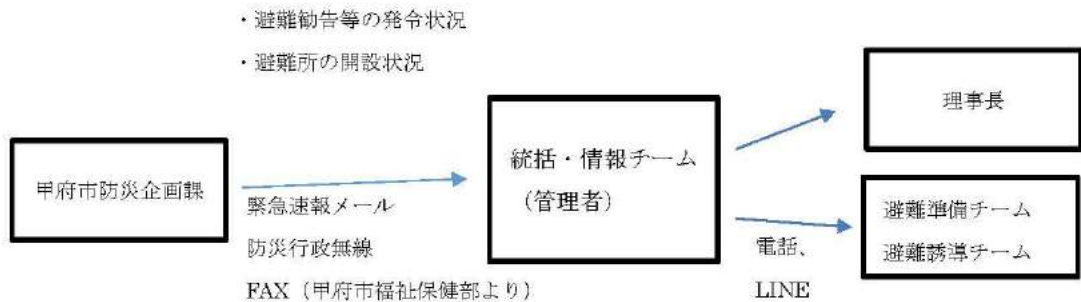 ・避難勧告等の発令状況
・避難所の開設状況
甲府市防災企画課
緊急速報メール
防災行政無線
FAX（甲府市福祉保健部より）
統括・情報チーム
（管理者）
電話、
LINE
理事長
避難準備チーム
避難誘導チーム